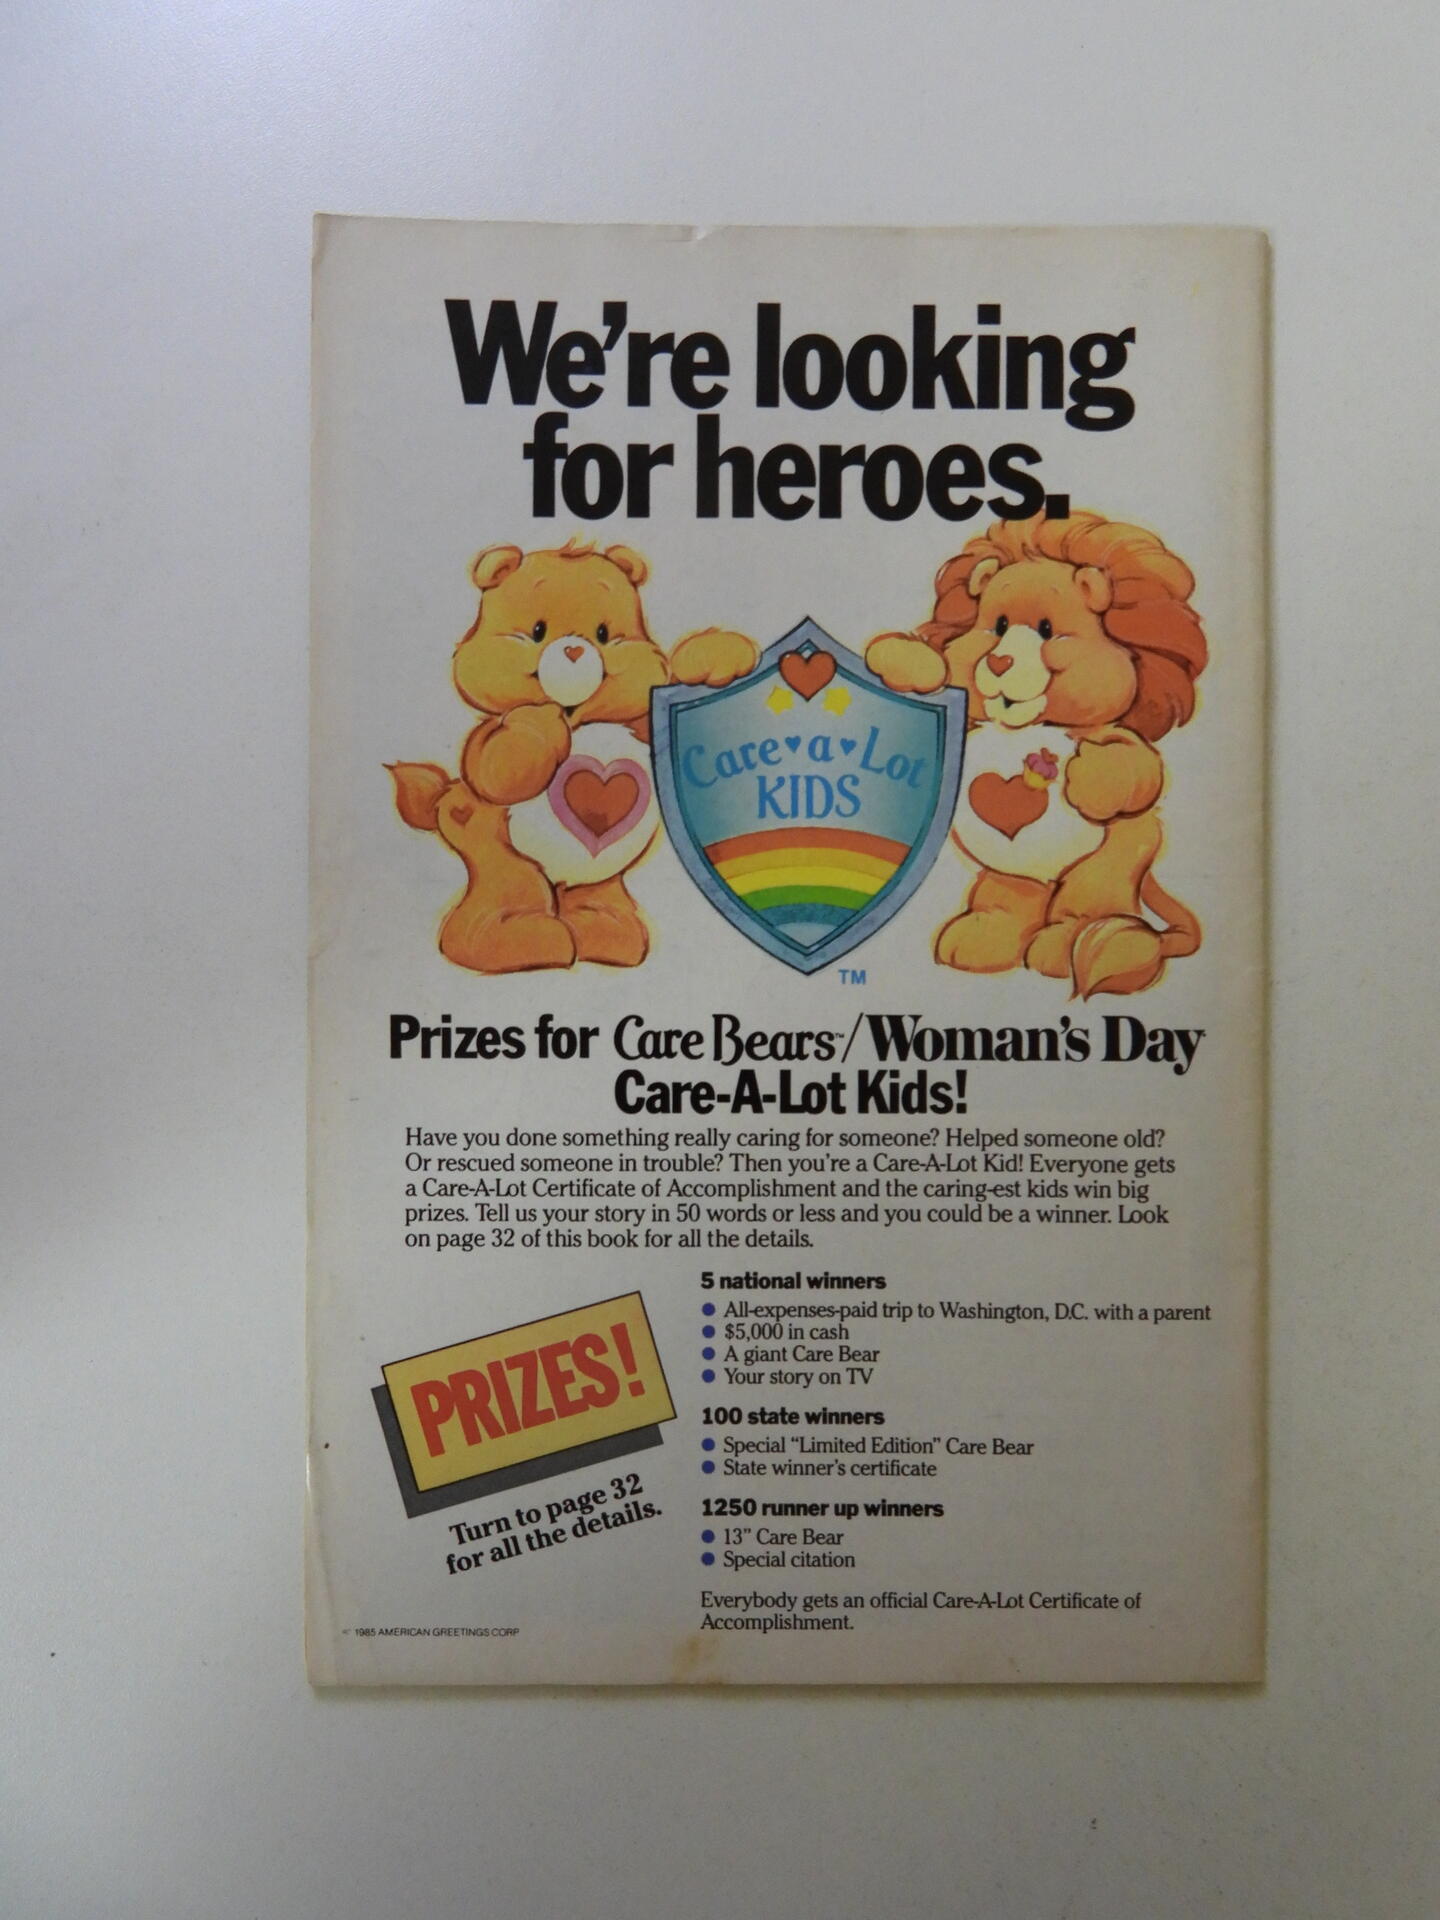 We're looking
for heroes.
Care♥a♥Lot
KIDS
TM
Prizes for Care Bears™/Woman's Day
Care-A-Lot Kids!
Have you done something really caring for someone? Helped someone old?
Or rescued someone in trouble? Then you're a Care-A-Lot Kid! Everyone gets
a Care-A-Lot Certificate of Accomplishment and the caring-est kids win big
prizes. Tell us your story in 50 words or less and you could be a winner. Look
on page 32 of this book for all the details.
PRIZES!
Turn to page 32
for all the details.
5 national winners
● All-expenses-paid trip to Washington, D.C. with a parent
● $5,000 in cash
● A giant Care Bear
● Your story on TV
100 state winners
● Special “Limited Edition” Care Bear
● State winner's certificate
1250 runner up winners
● 13” Care Bear
● Special citation
Everybody gets an official Care-A-Lot Certificate of
Accomplishment.
© 1985 AMERICAN GREETINGS CORP